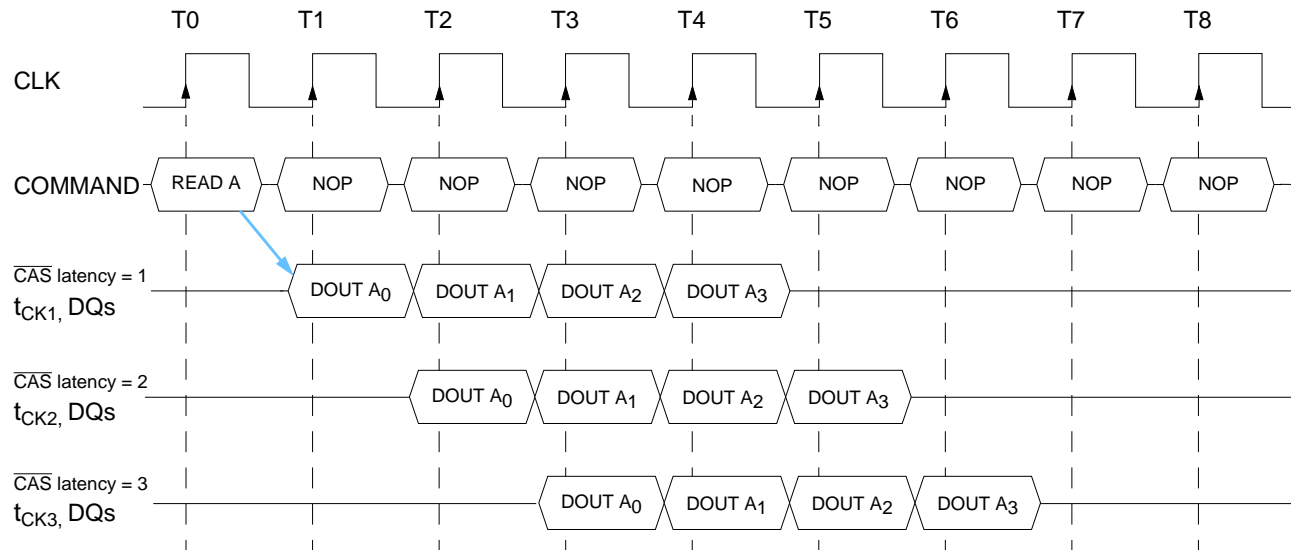 T0 T1 T2 T3 T4 T5 T6 T7 T8
CLK
COMMAND READ A NOP NOP NOP NOP NOP NOP NOP NOP
CAS latency = 1
tCK1, DQs DOUT A0 DOUT A1 DOUT A2 DOUT A3
CAS latency = 2
tCK2, DQs DOUT A0 DOUT A1 DOUT A2 DOUT A3
CAS latency = 3
tCK3, DQs DOUT A0 DOUT A1 DOUT A2 DOUT A3